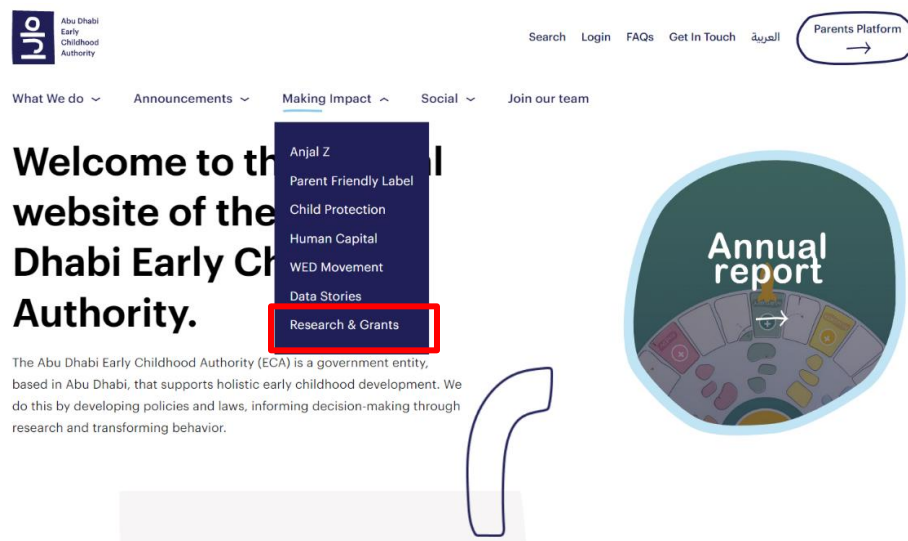 Abu Dhabi
Early
Childhood
Authority
Search Login FAQs Get In Touch العربية Parents Platform
What We do Announcements Making Impact Social Join our team
Anjal Z
Parent Friendly Label
Child Protection
Human Capital
WED Movement
Data Stories
Research & Grants
Welcome to th l
website of the
Dhabi Early Ch
Authority.
The Abu Dhabi Early Childhood Authority (ECA) is a government entity,
based in Abu Dhabi, that supports holistic early childhood development. We
do this by developing policies and laws, informing decision-making through
research and transforming behavior.
Annual
report